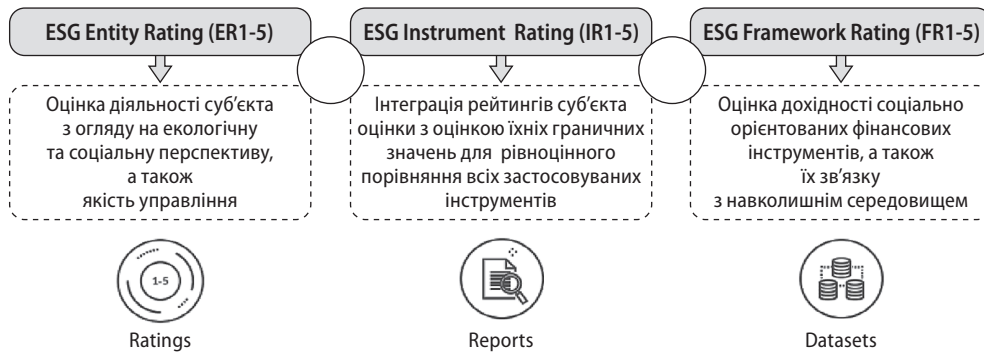 ESG Entity Rating (ER1-5)
ESG Instrument Rating (IR1-5)
ESG Framework Rating (FR1-5)
Оцінка діяльності суб’єкта
з огляду на екологічну
та соціальну перспективу,
а також
якість управління
Інтеграція рейтингів суб’єкта
оцінки з оцінкою їхніх граничних
значень для рівноцінного
порівняння всіх застосовуваних
інструментів
Оцінка дохідності соціально
орієнтованих фінансових
інструментів, а також
їх зв’язку
з навколишнім середовищем
1-5
Ratings
Reports
Datasets